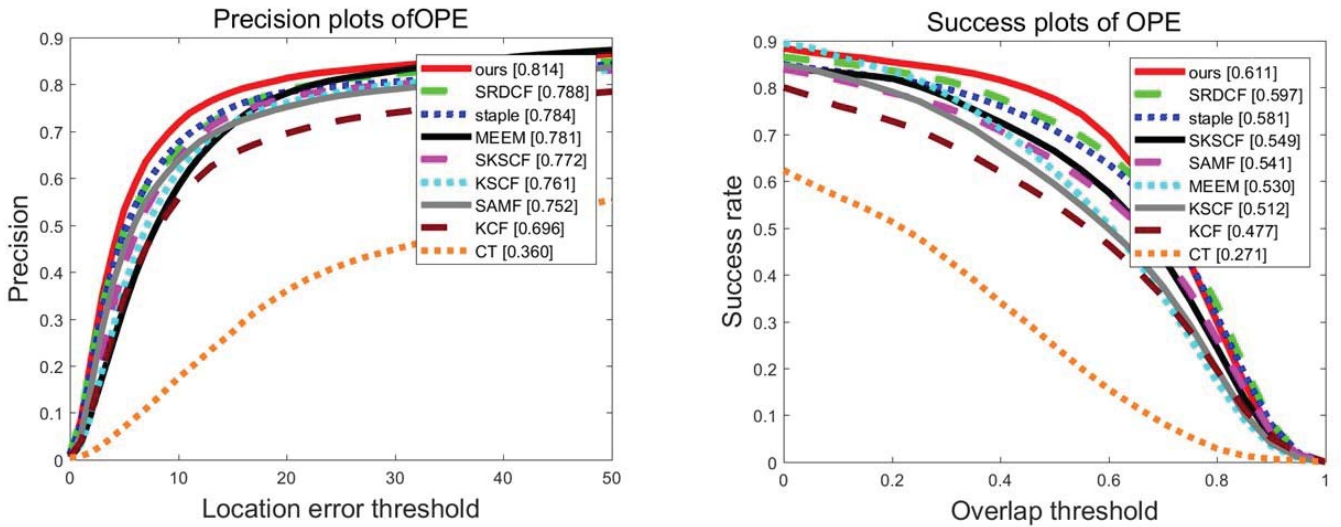 Precision plots ofOPE
0.9
0.8
0.7
0.6
0.5
0.4
0.3
0.2
0.1
0
Precision
ours [0.814]
SRDCF [0.788]
staple [0.784]
MEEM [0.781]
SKSCF [0.772]
KSCF [0.761]
SAMF [0.752]
KCF [0.696]
CT [0.360]
0 10 20 30 40 50
Location error threshold
Success plots of OPE
0.9
0.8
0.7
0.6
0.5
0.4
0.3
0.2
0.1
0
Success rate
ours [0.611]
SRDCF [0.597]
staple [0.581]
SKSCF [0.549]
SAMF [0.541]
MEEM [0.530]
KSCF [0.512]
KCF [0.477]
CT [0.271]
0 0.2 0.4 0.6 0.8 1
Overlap threshold